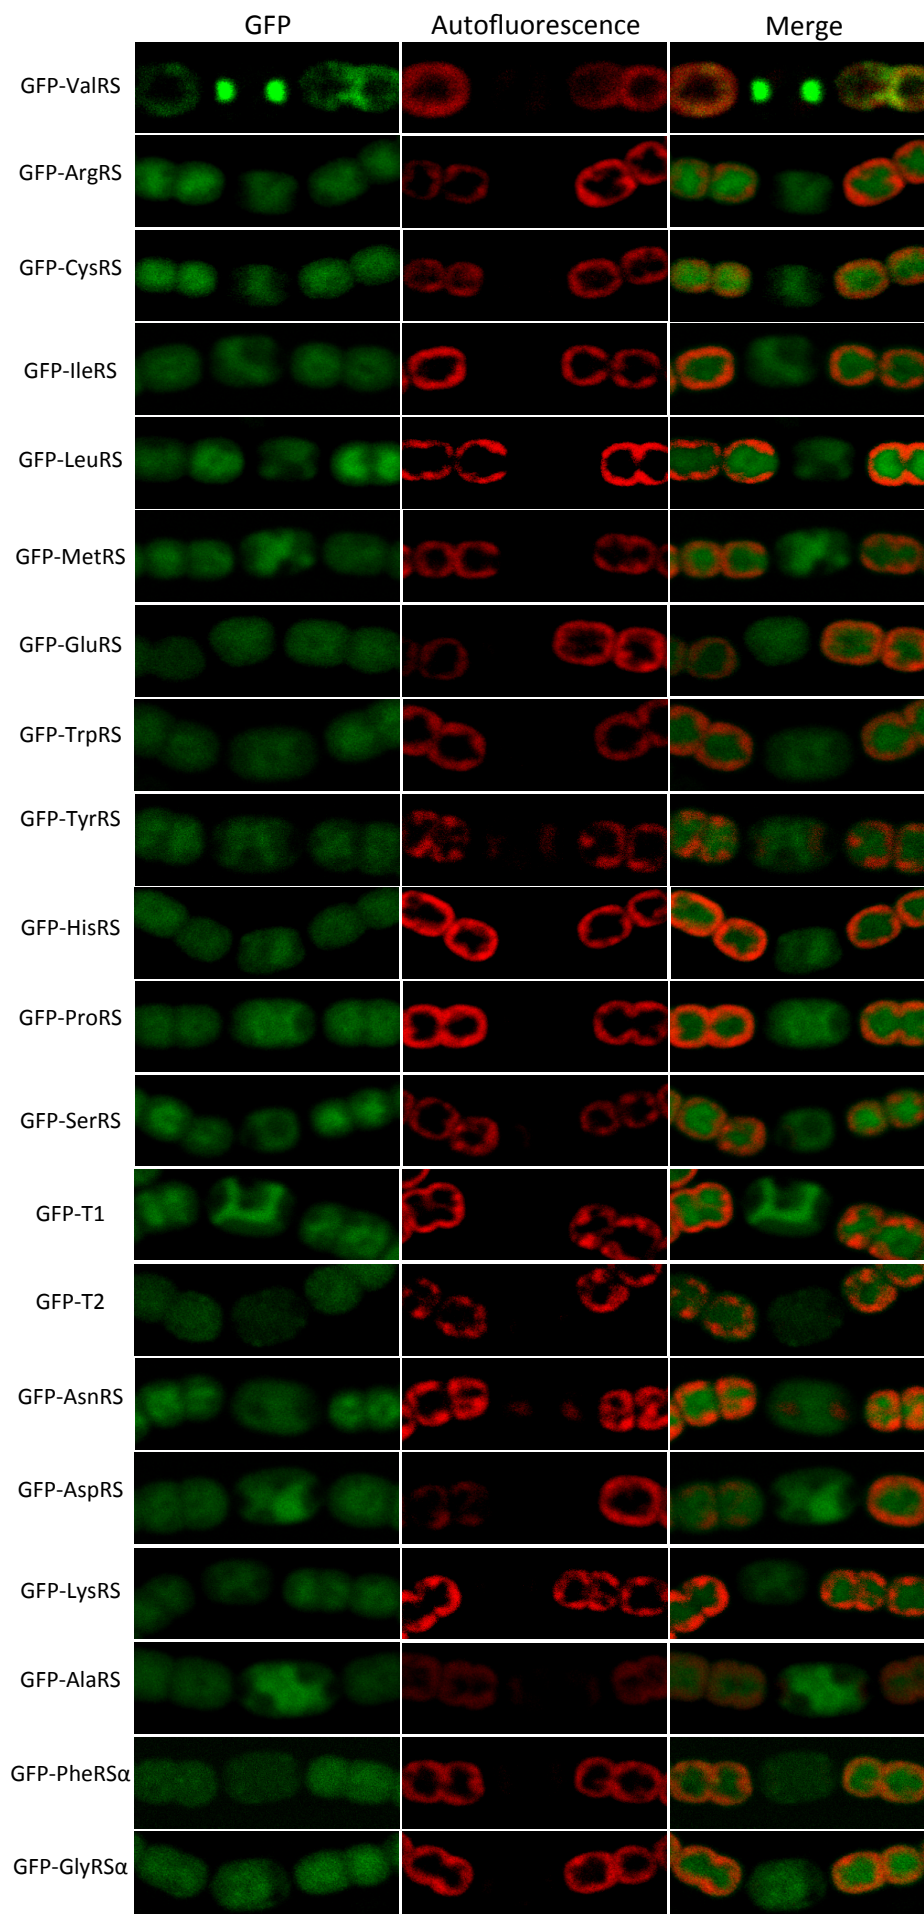 GFP Autofluorescence Merge
GFP-ValRS
GFP-ArgRS
GFP-CysRS
GFP-IleRS
GFP-LeuRS
GFP-MetRS
GFP-GluRS
GFP-TrpRS
GFP-TyrRS
GFP-HisRS
GFP-ProRS
GFP-SerRS
GFP-T1
GFP-T2
GFP-AsnRS
GFP-AspRS
GFP-LysRS
GFP-AlaRS
GFP-PheRSα
GFP-GlyRSα